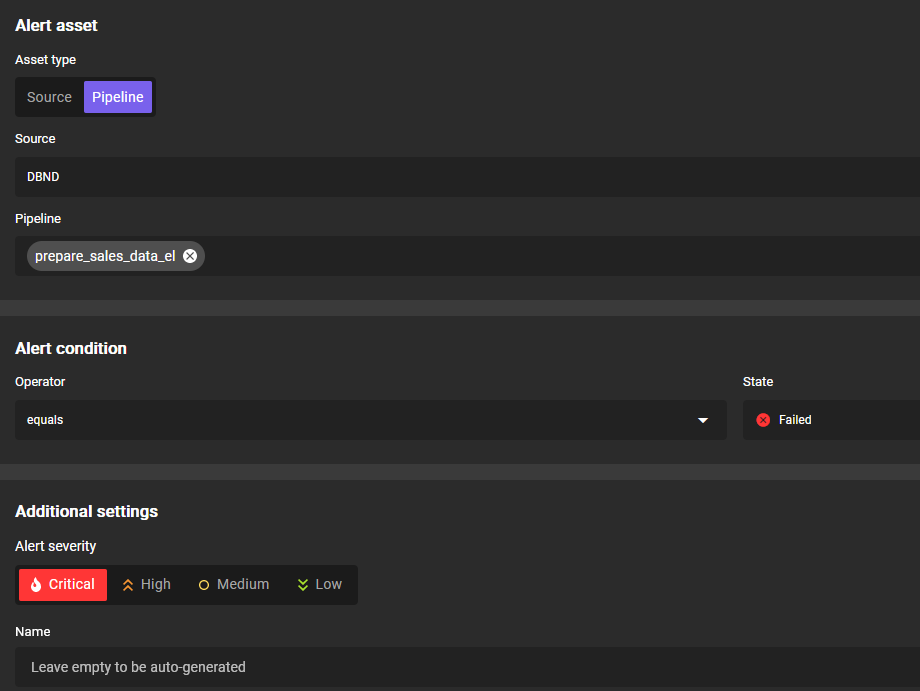 Alert asset
Asset type
Source Pipeline
Source
DBND
Pipeline
prepare_sales_data_el
Alert condition
Operator State
equals Failed
Additional settings
Alert severity
Critical High Medium Low
Name
Leave empty to be auto-generated